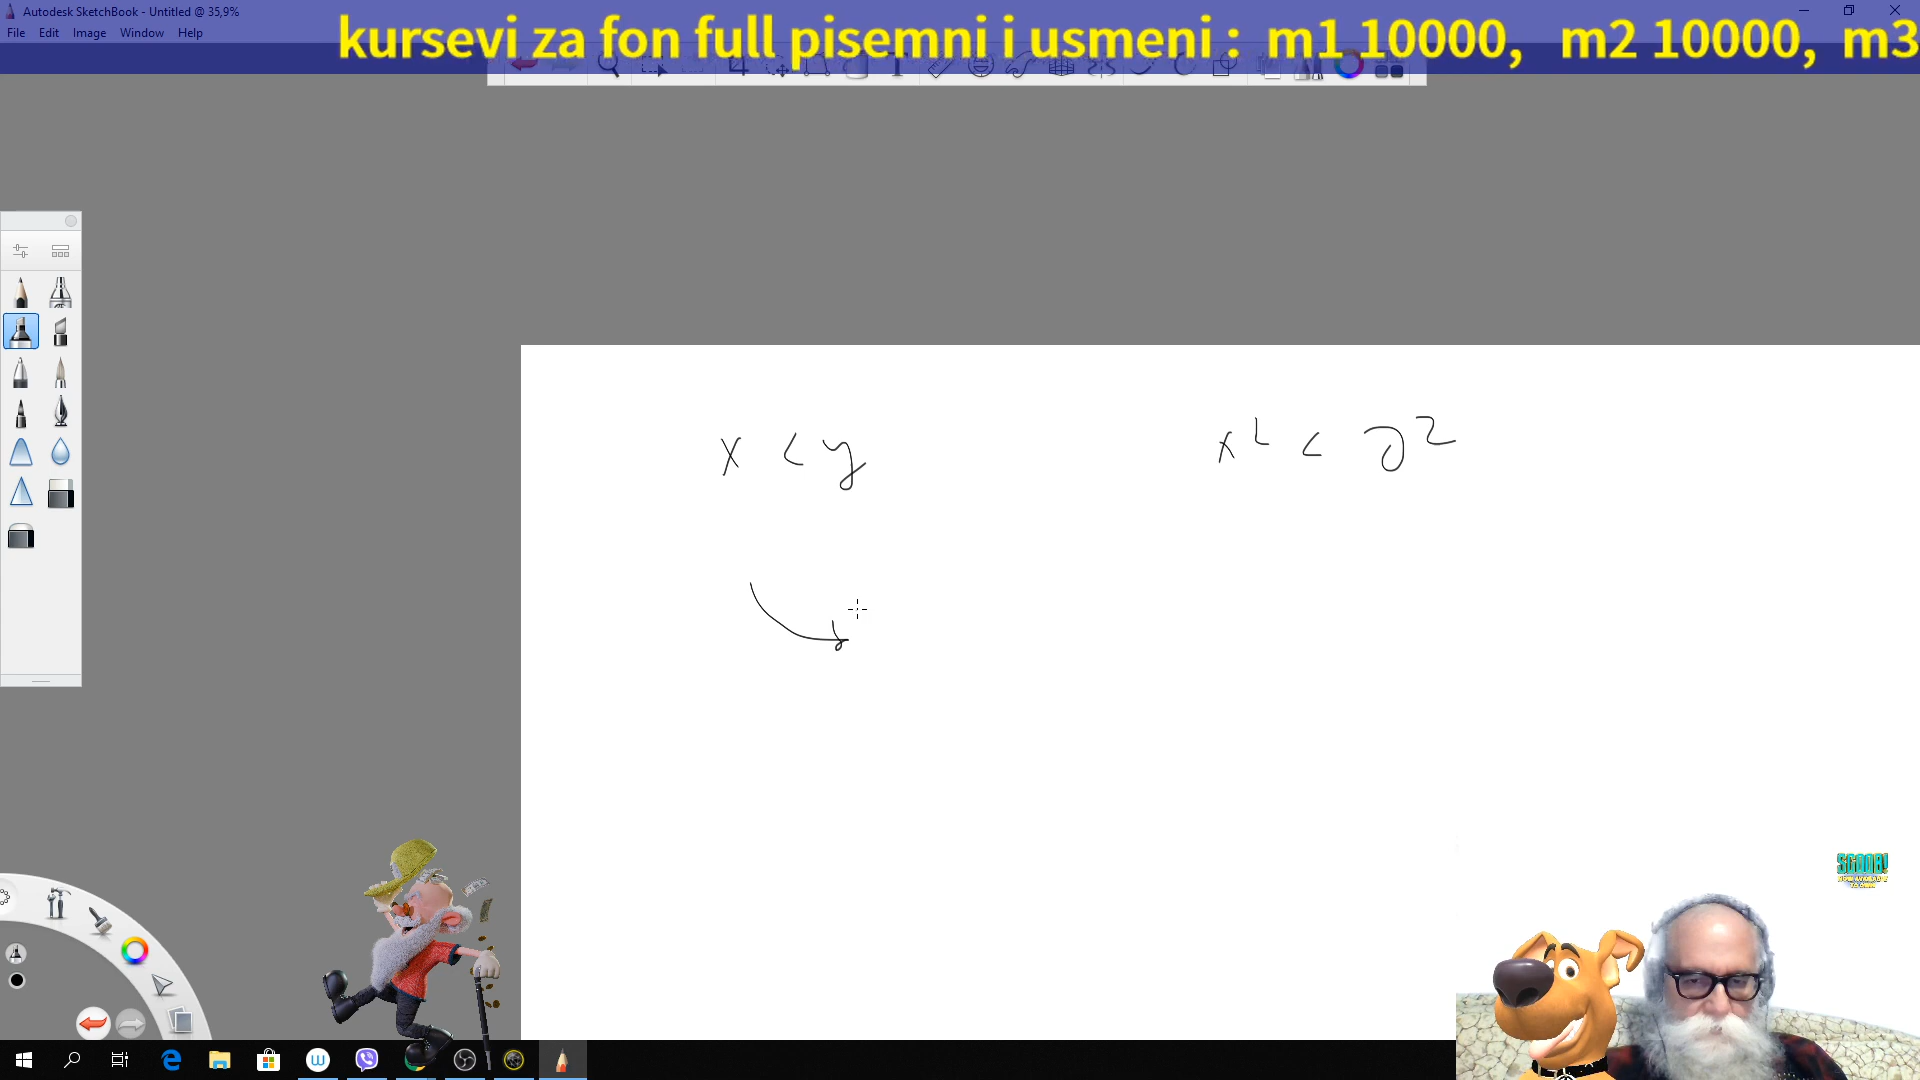 Autodesk SketchBook - Untitled @ 35,9%
File Edit Image Window Help
kursevi za fon full pisemni i usmeni : m1 10000, m2 10000, m3
x < y
x² < y²
SCOOB!